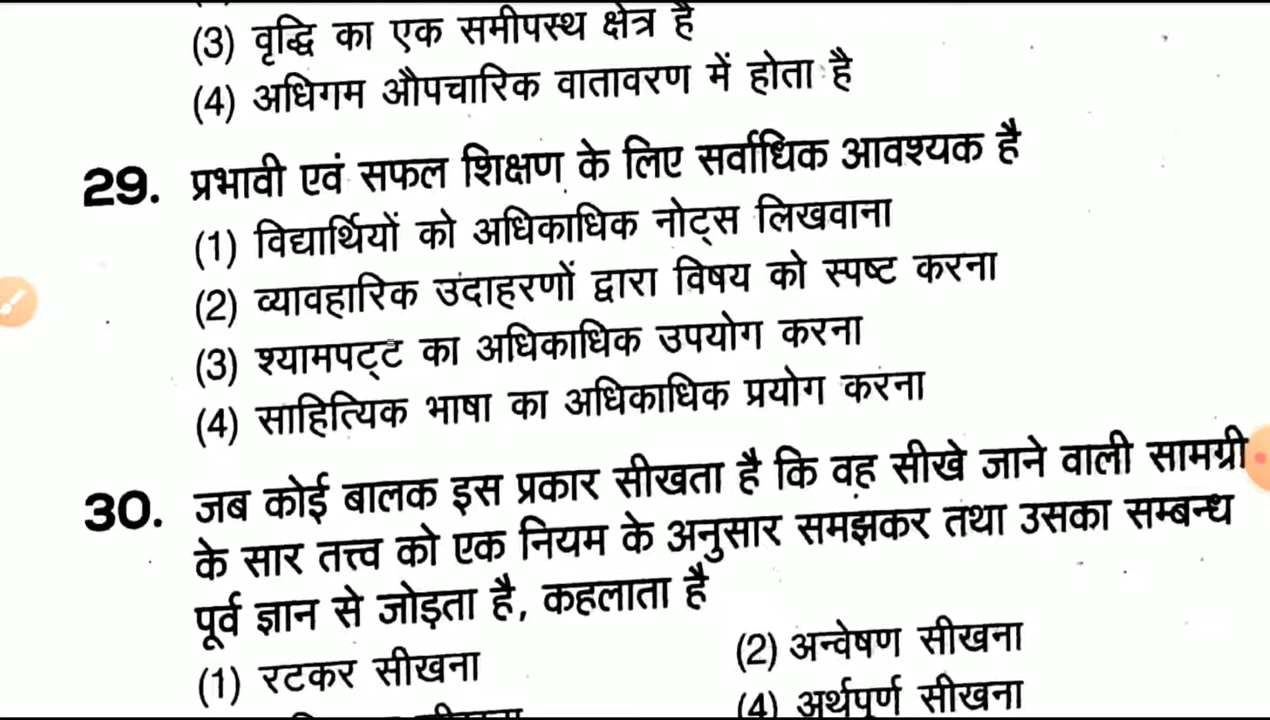 (3) वृद्धि का एक समीपस्थ क्षेत्र है
(4) अधिगम औपचारिक वातावरण में होता है
29. प्रभावी एवं सफल शिक्षण के लिए सर्वाधिक आवश्यक है
(1) विद्यार्थियों को अधिकाधिक नोट्स लिखवाना
(2) व्यावहारिक उदाहरणों द्वारा विषय को स्पष्ट करना
(3) श्यामपट्ट का अधिकाधिक उपयोग करना
(4) साहित्यिक भाषा का अधिकाधिक प्रयोग करना
30. जब कोई बालक इस प्रकार सीखता है कि वह सीखे जाने वाली सामग्री
के सार तत्त्व को एक नियम के अनुसार समझकर तथा उसका सम्बन्ध
पूर्व ज्ञान से जोड़ता है, कहलाता है
(1) रटकर सीखना (2) अन्वेषण सीखना
(4) अर्थपूर्ण सीखना